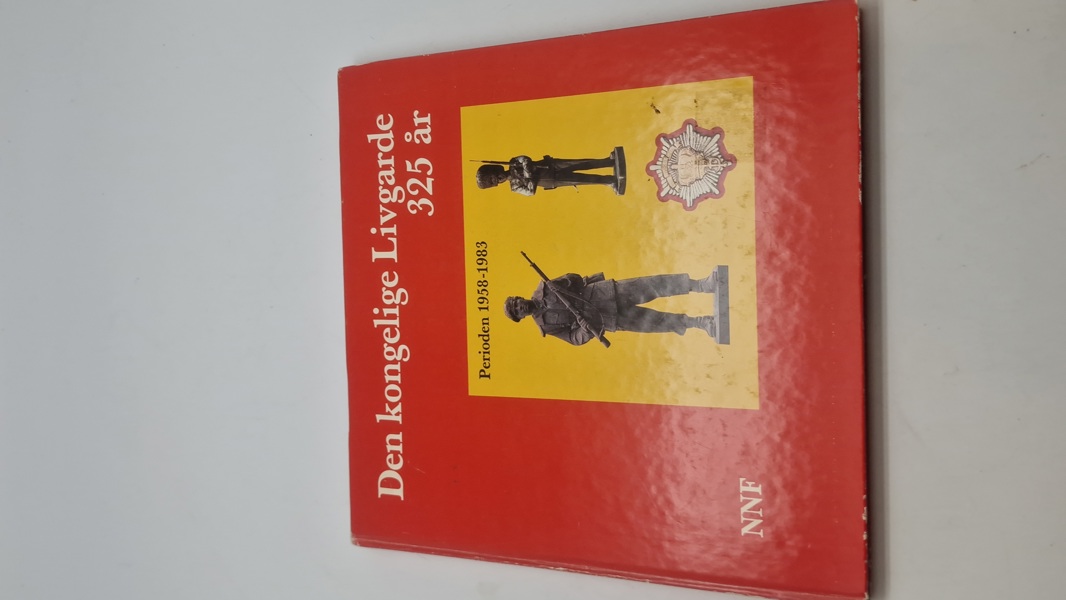 Den kongelige Livgarde
325 år
Perioden 1958-1983
NNF